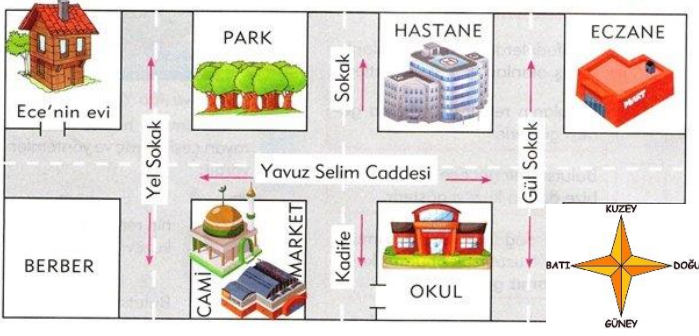 PARK
HASTANE
ECZANE
MART
Ece'nin evi
Yel Sokak
Kadife Sokak
Gül Sokak
Yavuz Selim Caddesi
BERBER
CAMİ
MARKET
OKUL
KUZEY
BATI
DOĞU
GÜNEY